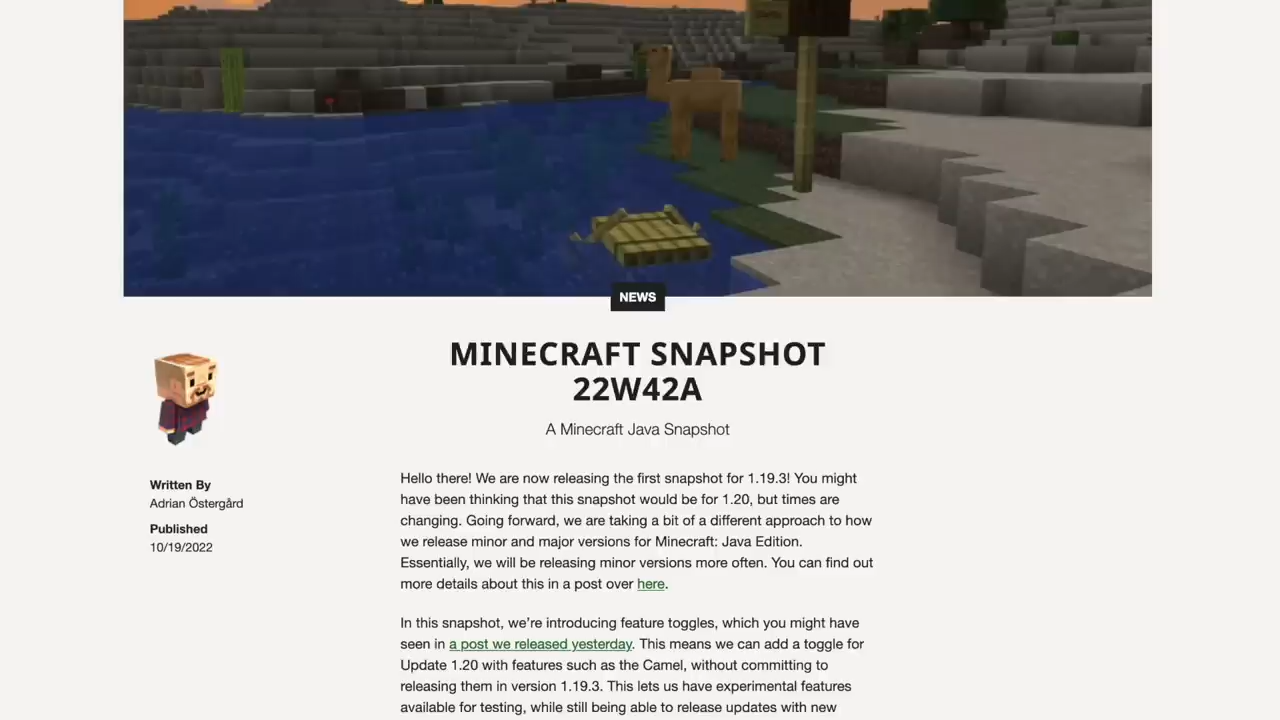 NEWS
MINECRAFT SNAPSHOT
22W42A
A Minecraft Java Snapshot
Written By
Adrian Östergård
Published
10/19/2022
Hello there! We are now releasing the first snapshot for 1.19.3! You might
have been thinking that this snapshot would be for 1.20, but times are
changing. Going forward, we are taking a bit of a different approach to how
we release minor and major versions for Minecraft: Java Edition.
Essentially, we will be releasing minor versions more often. You can find out
more details about this in a post over here.
In this snapshot, we’re introducing feature toggles, which you might have
seen in a post we released yesterday. This means we can add a toggle for
Update 1.20 with features such as the Camel, without committing to
releasing them in version 1.19.3. This lets us have experimental features
available for testing, while still being able to release updates with new